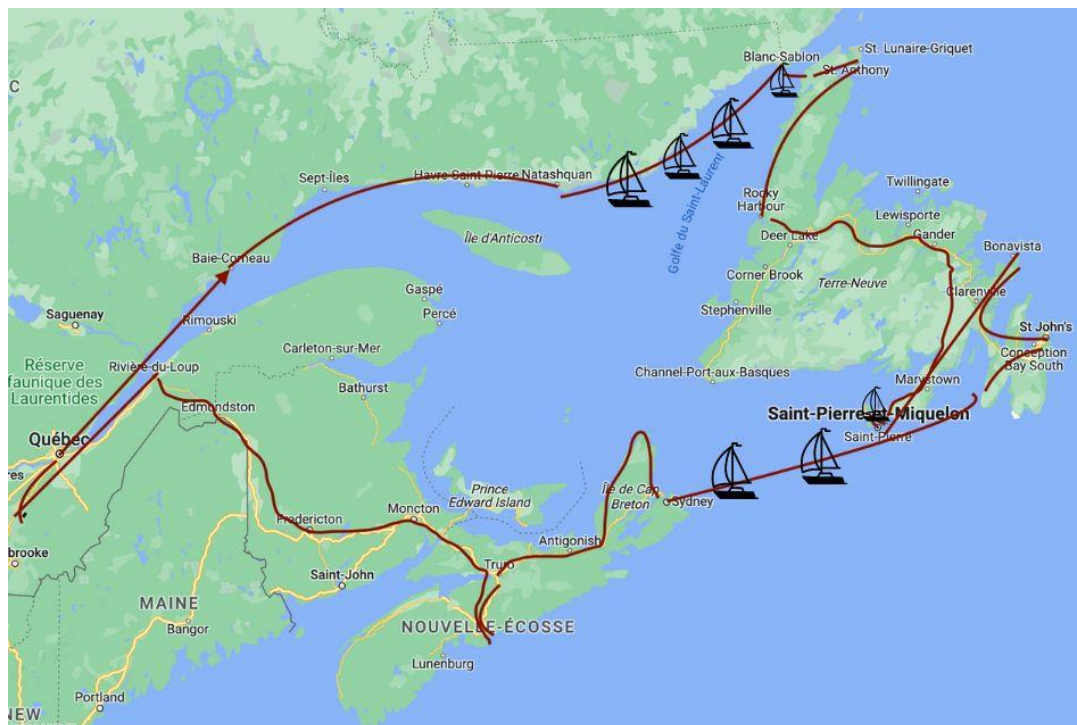 C
Blanc-Sablon
St. Lunaire-Griquet
St. Anthony
Sept-Îles
Havre-Saint-Pierre
Natashquan
Golfe du Saint-Laurent
Twillingate
Rocky
Harbour
Lewisporte
Gander
Île d'Anticosti
Deer Lake
Bonavista
Baie-Comeau
Corner Brook
Terre-Neuve
Clarenville
Gaspé
Stephenville
Saguenay
Rimouski
Percé
St John's
Carleton-sur-Mer
Conception
Bay South
Réserve
faunique des
Laurentides
Rivière-du-Loup
Channel-Port-aux-Basques
Marystown
Bathurst
Edmundston
Saint-Pierre-et-Miquelon
Saint-Pierre
Québec
res
Prince
Edward Island
Île de Cap
Breton
Sydney
Moncton
Fredericton
Antigonish
brooke
Truro
Saint-John
MAINE
Bangor
NOUVELLE-ÉCOSSE
Lunenburg
Portland
NEW